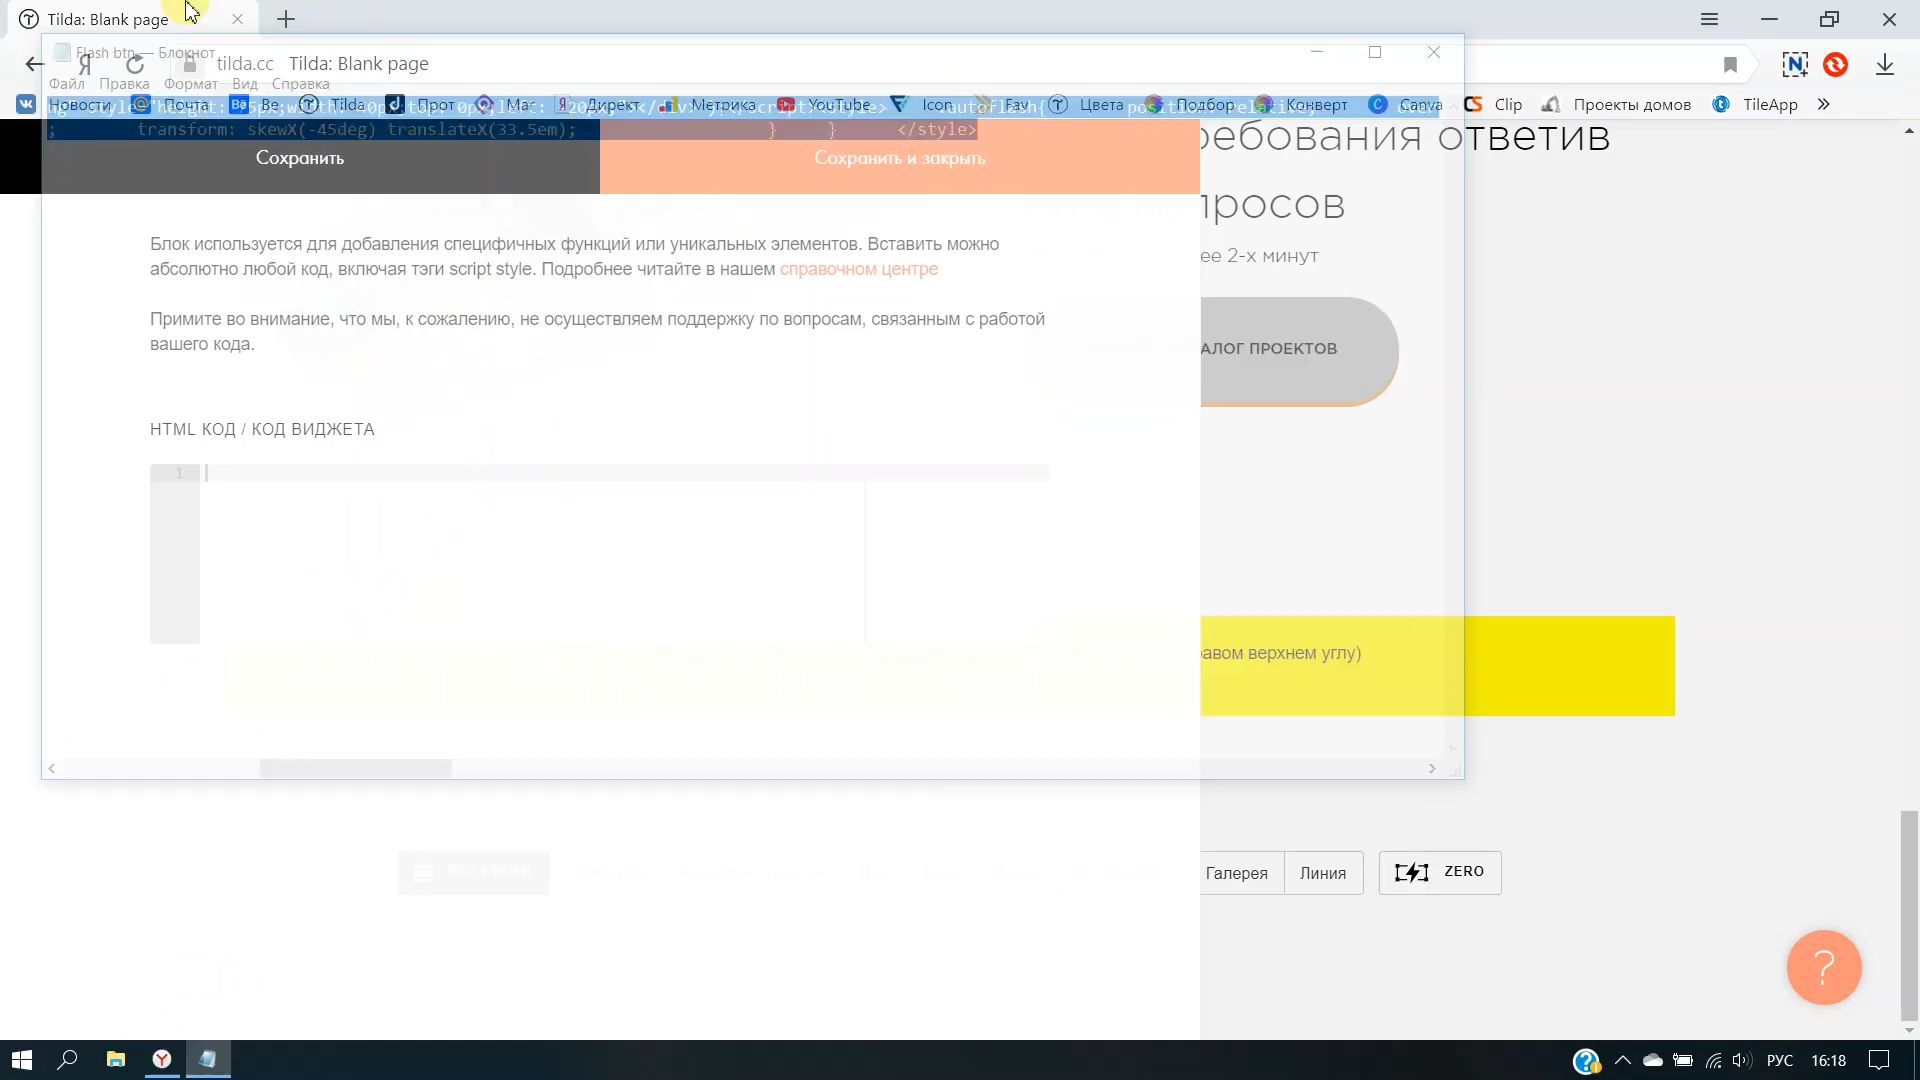 Tilda: Blank page
Flash btn — Блокнот
tilda.cc Tilda: Blank page
Файл Правка Формат Вид Справка
Новости Почта Ве Tilda Прот Маг Директ Метрика YouTube Icon Fav Цвета Подбор Конверт Canva Clip Проекты домов TileApp »
; transform: skewX(-45deg) translateX(33.5em); } } </style>
ребования ответив
Сохранить
Сохранить и закрыть
просов
Блок используется для добавления специфичных функций или уникальных элементов. Вставить можно
абсолютно любой код, включая тэги script style. Подробнее читайте в нашем справочном центре
ее 2-х минут
Примите во внимание, что мы, к сожалению, не осуществляем поддержку по вопросам, связанным с работой
вашего кода.
АЛОГ ПРОЕКТОВ
HTML КОД / КОД ВИДЖЕТА
1
авом верхнем углу)
Галерея
Линия
ZERO
?
РУС 16:18